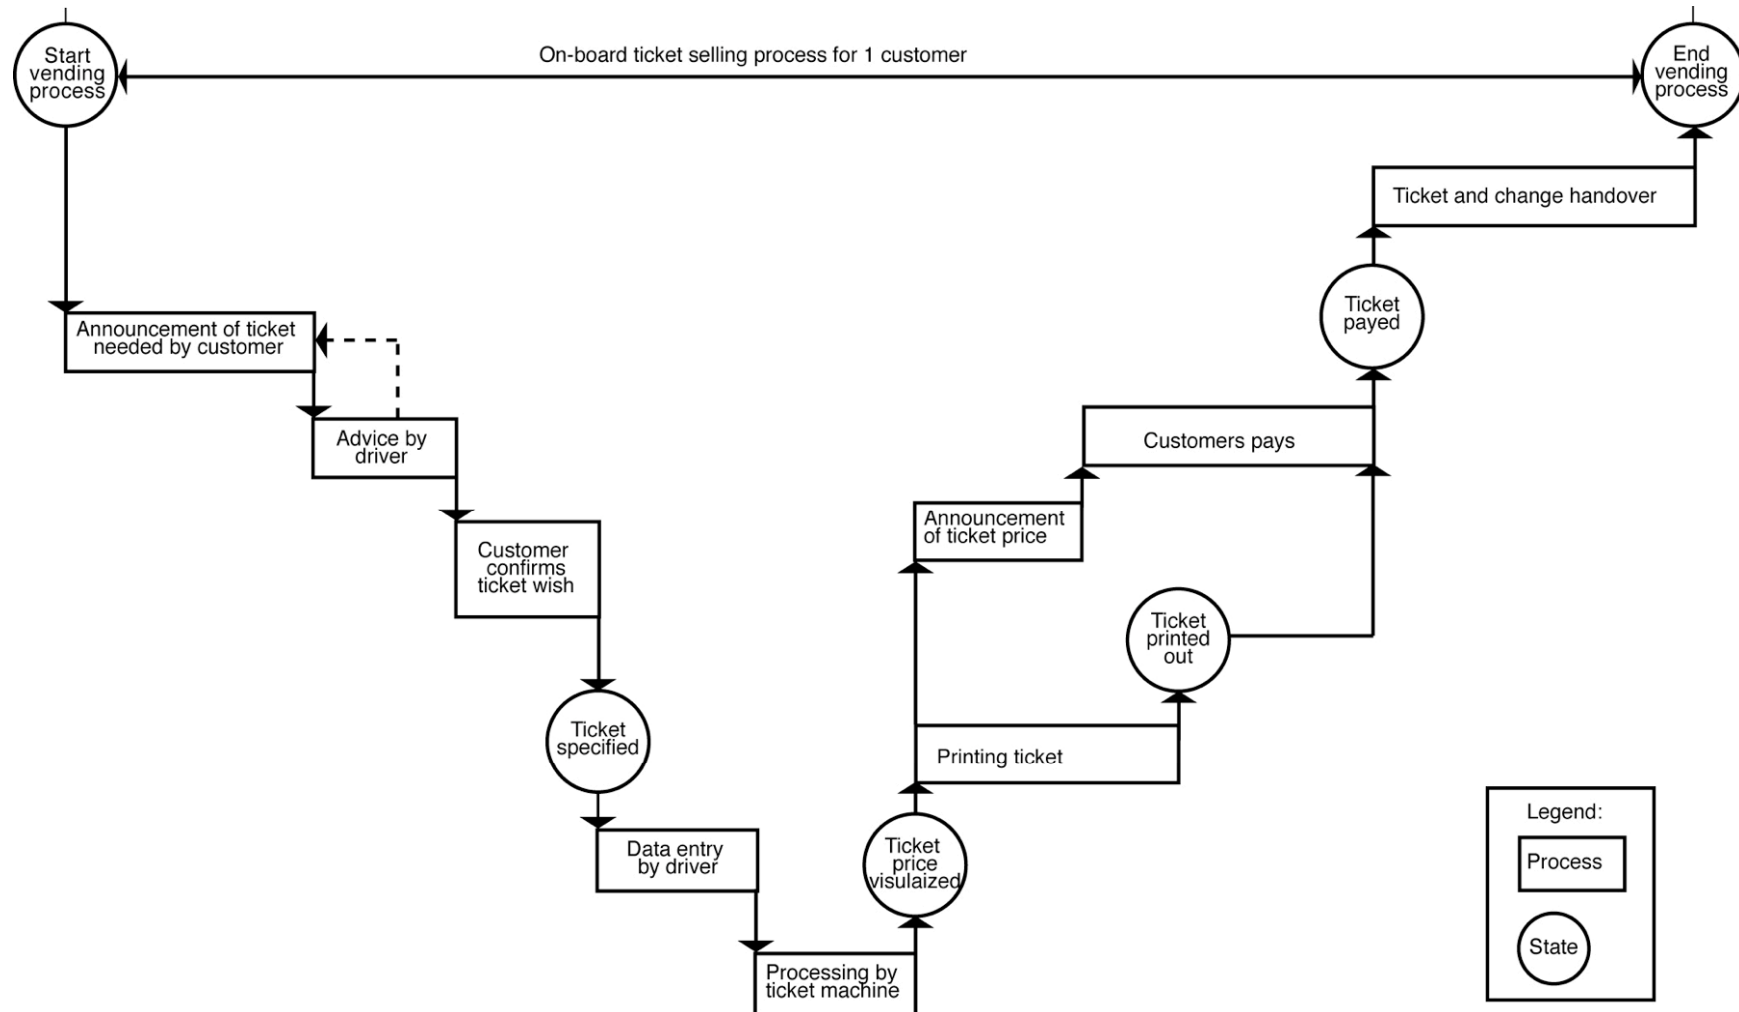 Start
vending
process
On-board ticket selling process for 1 customer
End
vending
process
Ticket and change handover
Ticket
payed
Announcement of ticket
needed by customer
Advice by
driver
Customers pays
Customer
confirms
ticket wish
Announcement
of ticket price
Ticket
printed
out
Ticket
specified
Printing ticket
Data entry
by driver
Ticket
price
visulaized
Processing by
ticket machine
Legend:
Process
State